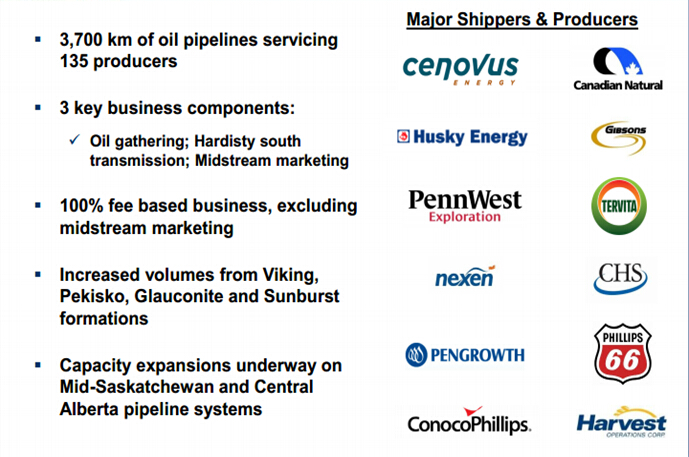 3,700 km of oil pipelines servicing
135 producers
3 key business components:
Oil gathering; Hardisty south
transmission; Midstream marketing
100% fee based business, excluding
midstream marketing
Increased volumes from Viking,
Pekisko, Glauconite and Sunburst
formations
Capacity expansions underway on
Mid-Saskatchewan and Central
Alberta pipeline systems
Major Shippers & Producers
cenovus
ENERGY
Canadian Natural
Husky Energy
GIBSONS
PennWest
Exploration
TERVITA
nexen
CHS
PENGROWTH
PHILLIPS
66
ConocoPhillips
Harvest
OPERATIONS CORP